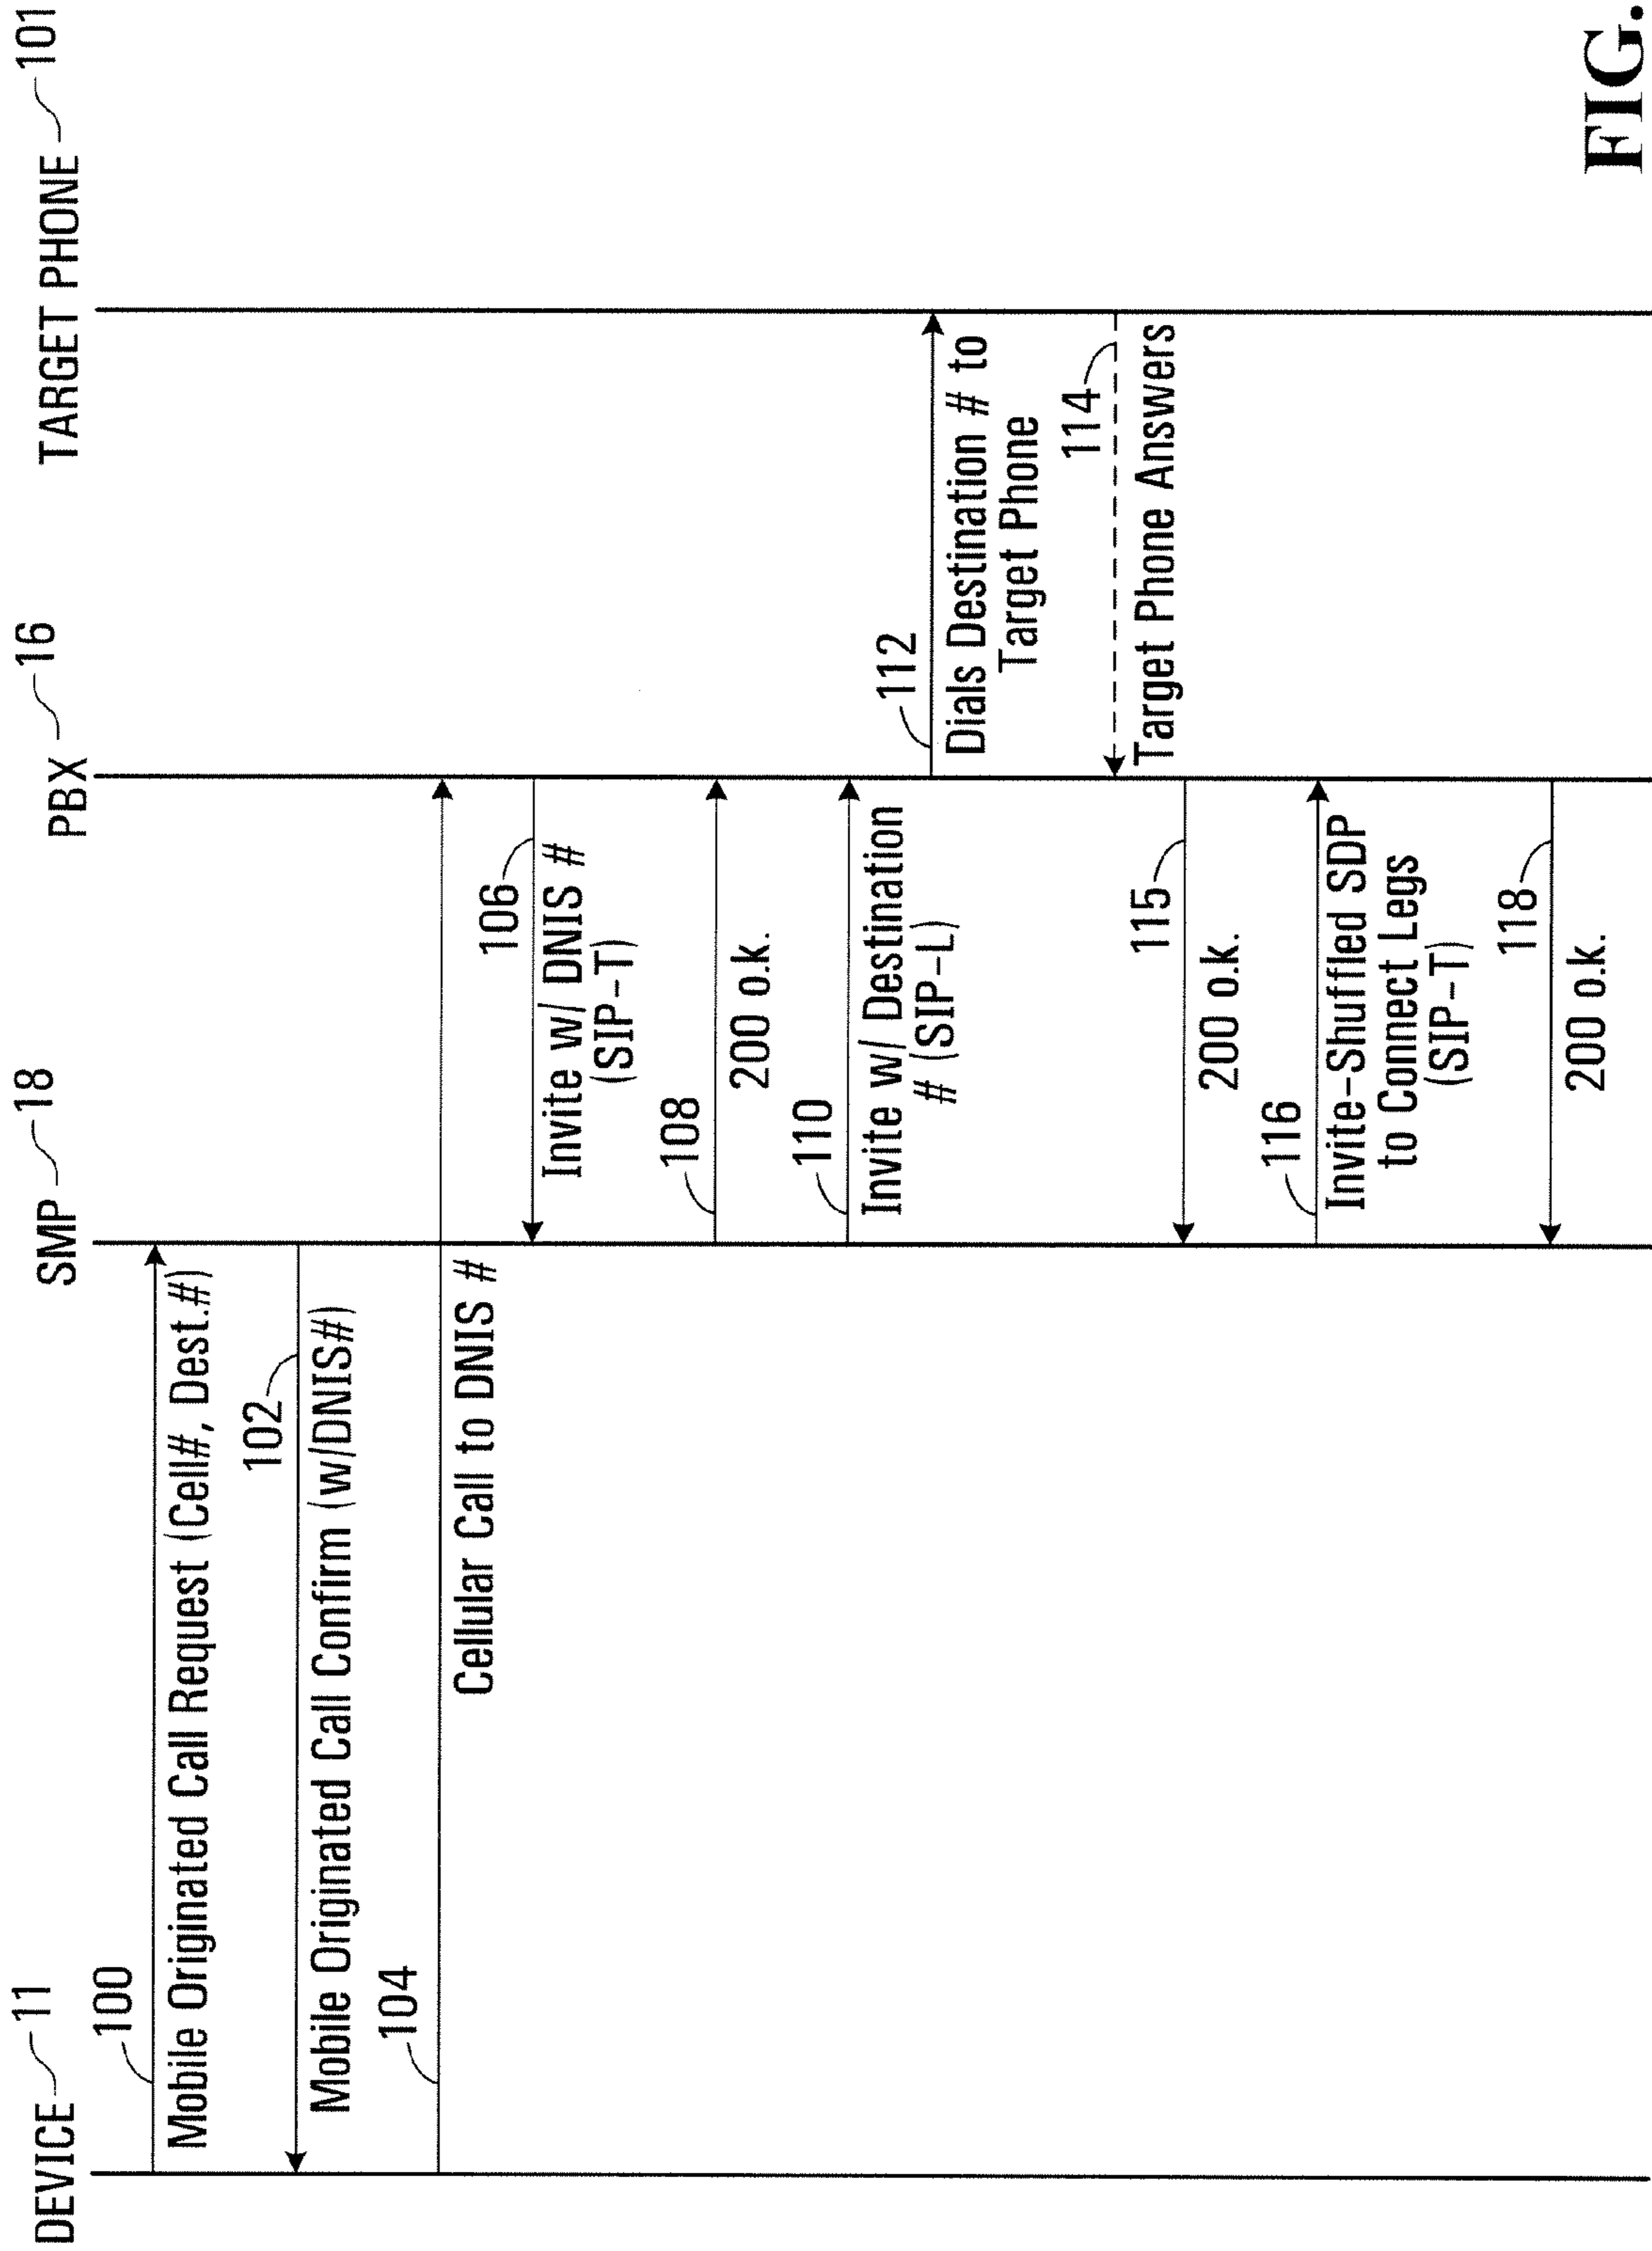 DEVICE 11
SMP 18
PBX 16
TARGET PHONE 101
100
Mobile Originated Call Request (Cell#, Dest.#)
102
Mobile Originated Call Confirm (w/DNIS#)
104
Cellular Call to DNIS #
106
Invite w/ DNIS #
(SIP-T)
108
200 o.k.
110
Invite w/ Destination
# (SIP-L)
112
Dials Destination # to
Target Phone
114
Target Phone Answers
115
200 o.k.
116
Invite-Shuffled SDP
to Connect Legs
(SIP-T)
118
200 o.k.
FIG.